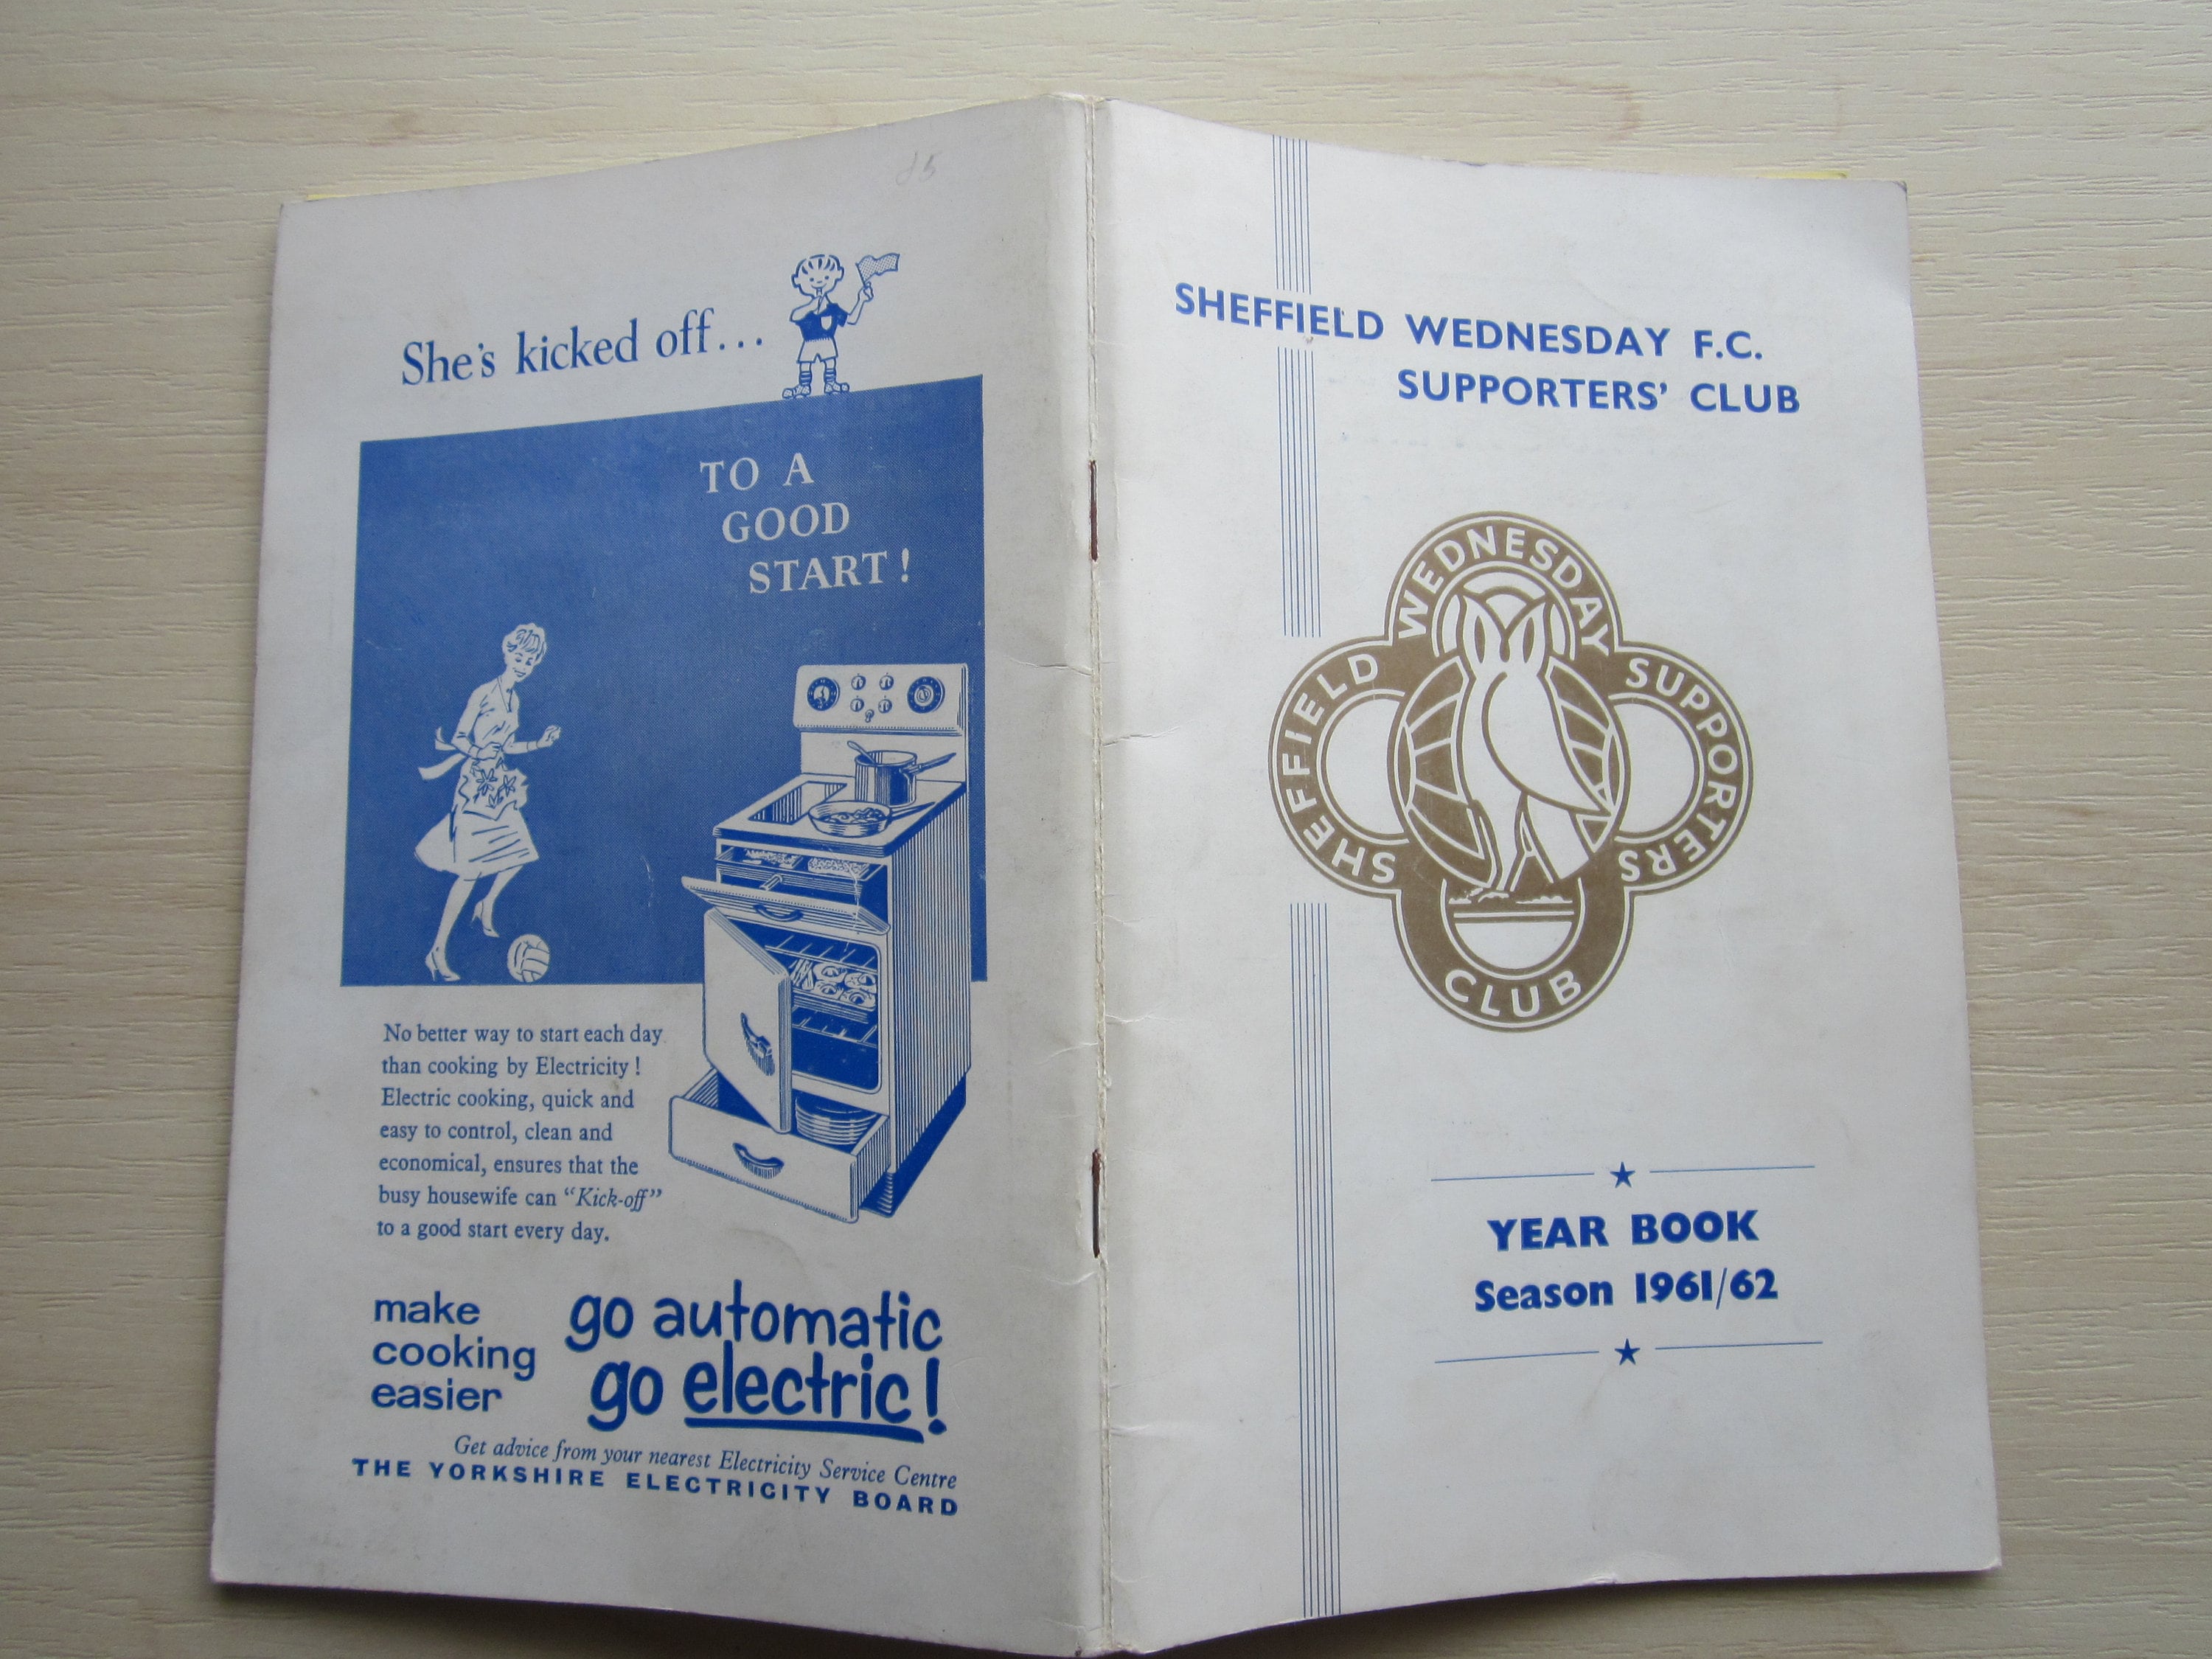 She's kicked off...
TO A
GOOD
START!
No better way to start each day
than cooking by Electricity!
Electric cooking, quick and
easy to control, clean and
economical, ensures that the
busy housewife can "Kick-off"
to a good start every day.
make
cooking
easier
go automatic
go electric!
Get advice from your nearest Electricity Service Centre
THE YORKSHIRE ELECTRICITY BOARD
SHEFFIELD WEDNESDAY F.C.
SUPPORTERS' CLUB
SHEFFIELD WEDNESDAY SUPPORTERS
CLUB
YEAR BOOK
Season 1961/62